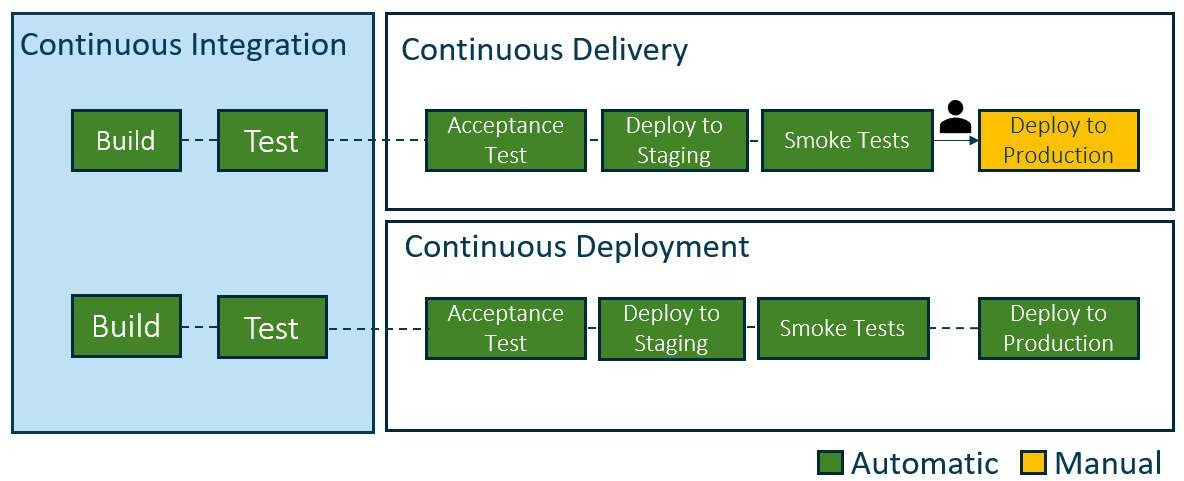 Continuous Integration
Build
Test
Continuous Delivery
Acceptance
Test
Deploy to
Staging
Smoke Tests
Deploy to
Production
Build
Test
Continuous Deployment
Acceptance
Test
Deploy to
Staging
Smoke Tests
Deploy to
Production
Automatic
Manual